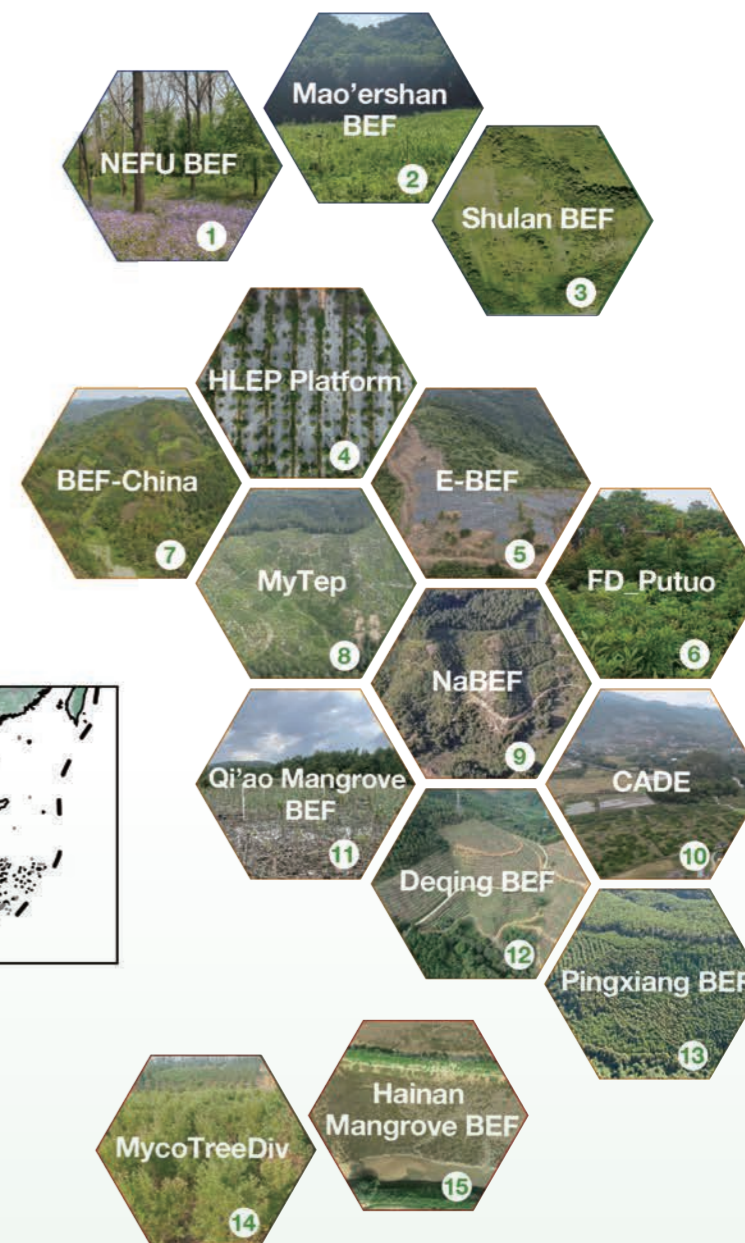 NEFU BEF
1
Mao'ershan
BEF
2
Shulan BEF
3
HLEP Platform
4
E-BEF
5
FD_Putuo
6
BEF-China
7
MyTep
8
NaBEF
9
CADE
10
Qi'ao Mangrove
BEF
11
Deqing BEF
12
Pingxiang BEF
13
MycoTreeDiv
14
Hainan
Mangrove BEF
15